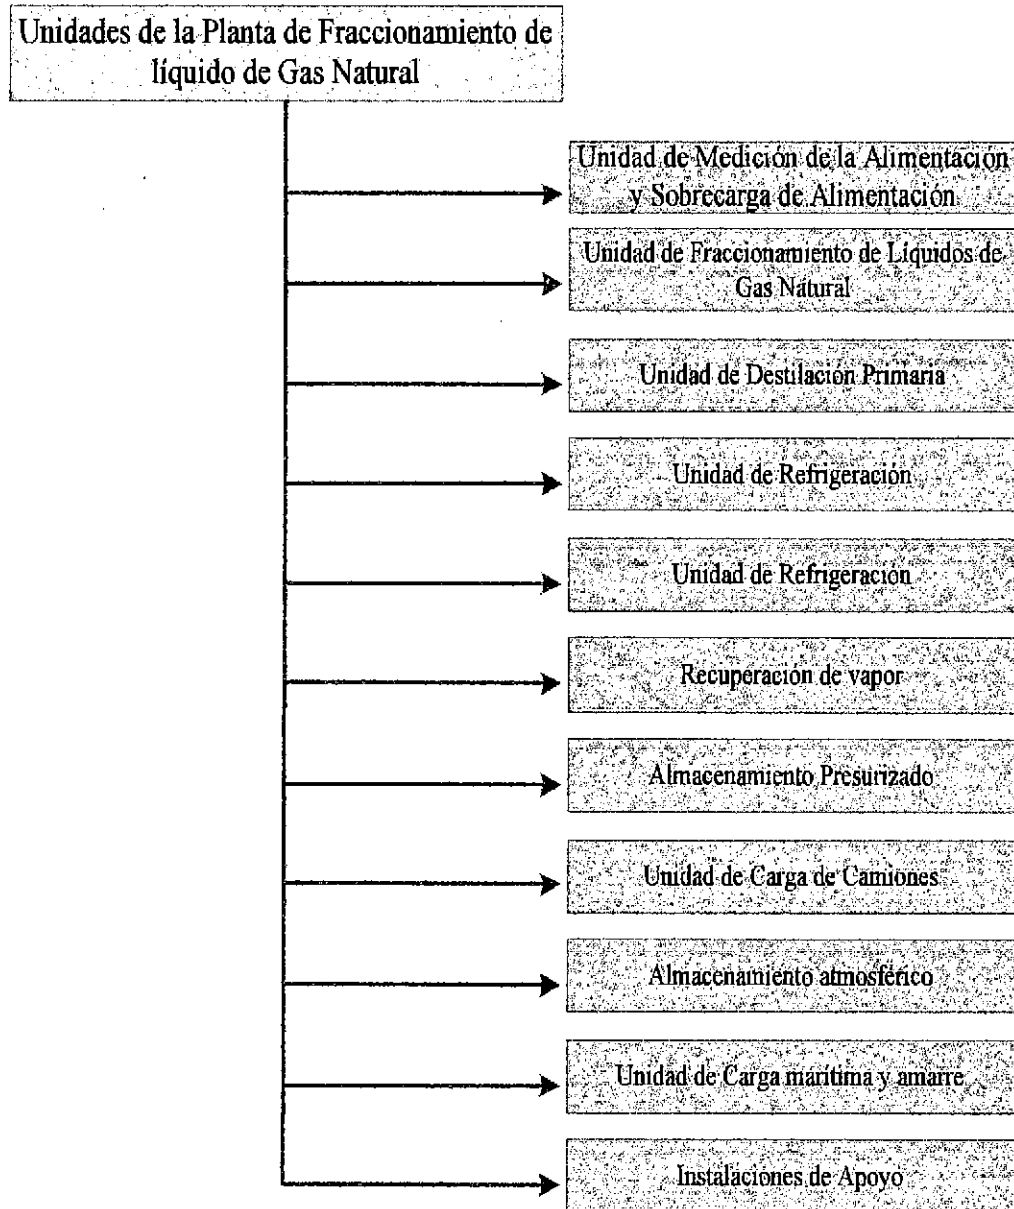 Unidades de la Planta de Fraccionamiento de
líquido de Gas Natural
Unidad de Medición de la Alimentación
y Sobrecarga de Alimentación
Unidad de Fraccionamiento de Líquidos de
Gas Natural
Unidad de Destilación Primaria
Unidad de Refrigeración
Unidad de Refrigeración
Recuperación de vapor
Almacenamiento Presurizado
Unidad de Carga de Camiones
Almacenamiento atmosférico
Unidad de Carga marítima y amarre
Instalaciones de Apoyo